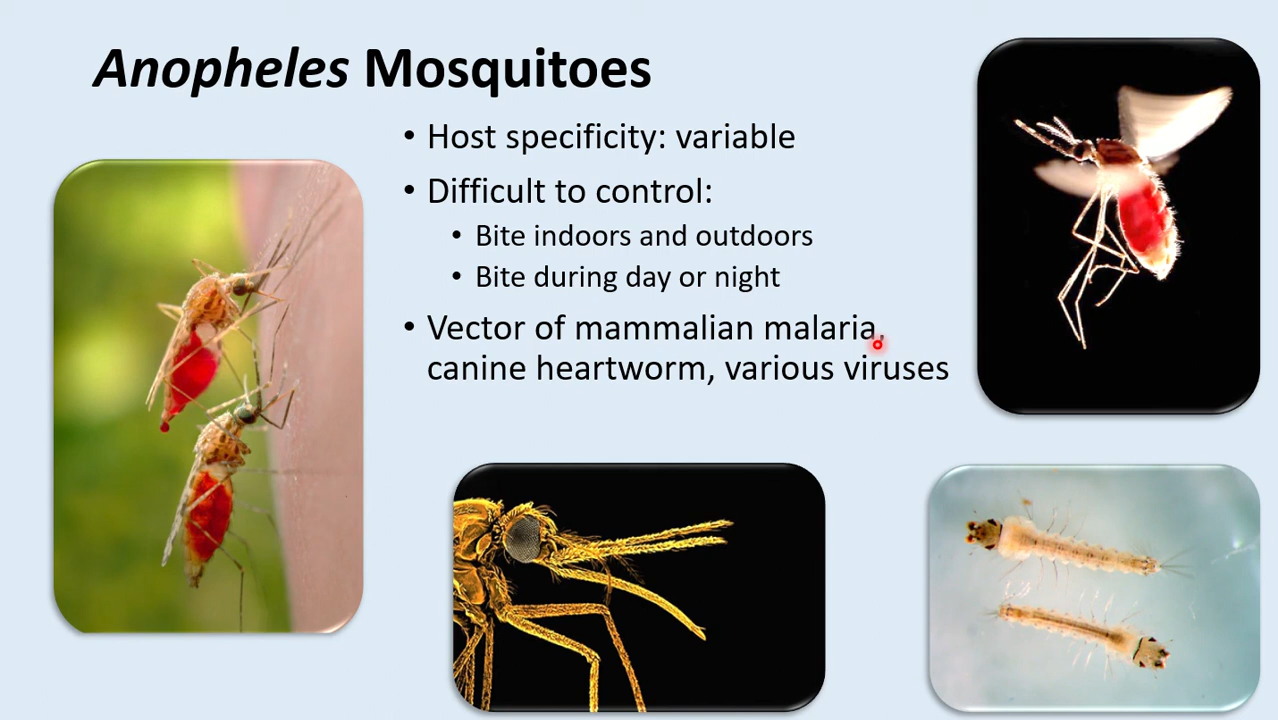 Anopheles Mosquitoes
• Host specificity: variable
• Difficult to control:
• Bite indoors and outdoors
• Bite during day or night
• Vector of mammalian malaria,
canine heartworm, various viruses